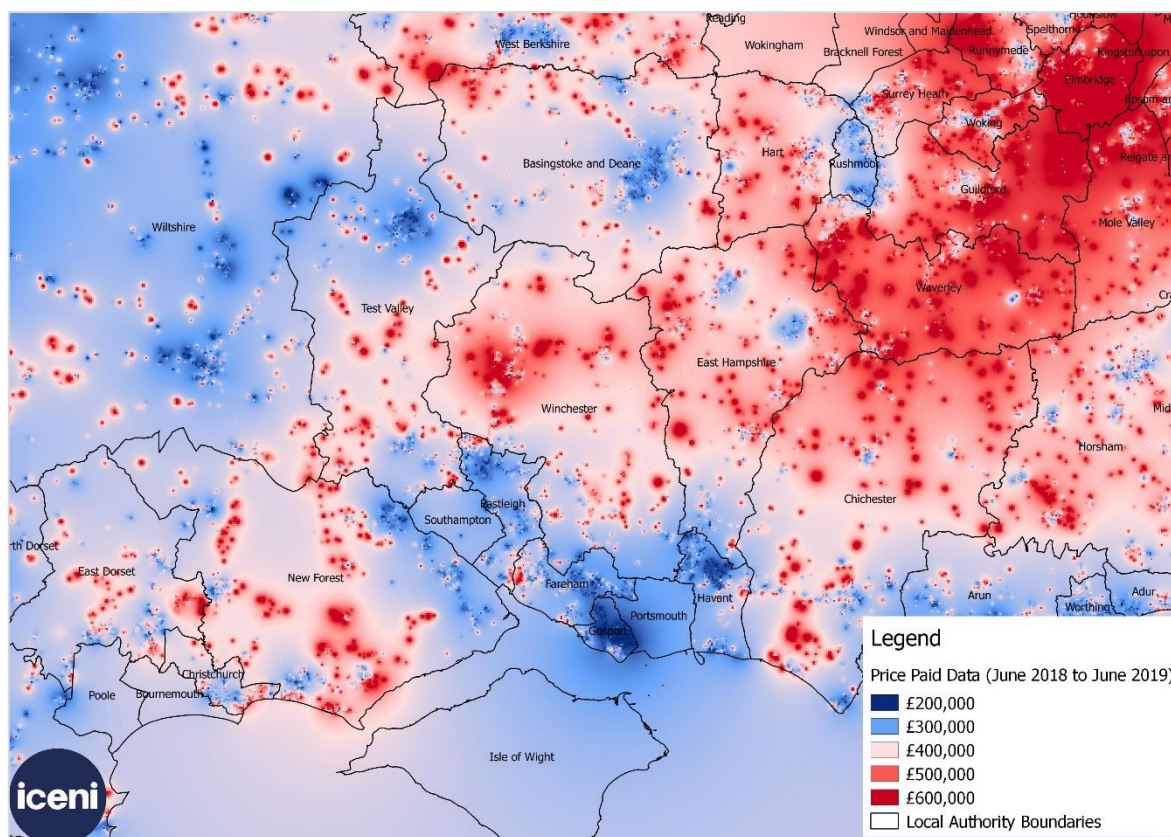 Reading
Hounslow
Windsor and Maidenhead
Spelthorne
West Berkshire
Wokingham
Bracknell Forest
Runnymede
Kingston upon
Elmbridge
Surrey Heath
Epsom an
Woking
Basingstoke and Deane
Hart
Rushmoor
Reigate an
Guildford
Mole Valley
Wiltshire
Waverley
Test Valley
East Hampshire
Winchester
Mid
Horsham
Chichester
Eastleigh
Southampton
rth Dorset
East Dorset
New Forest
Fareham
Havant
Portsmouth
Gosport
Arun
Worthing
Adur
Christchurch
Poole
Bournemouth
Isle of Wight
iceni
Legend
Price Paid Data (June 2018 to June 2019)
£200,000
£300,000
£400,000
£500,000
£600,000
Local Authority Boundaries